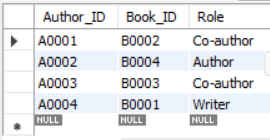 Author_ID Book_ID Role
A0001 B0002 Co-author
A0002 B0004 Author
A0003 B0003 Co-author
A0004 B0001 Writer
NULL NULL NULL